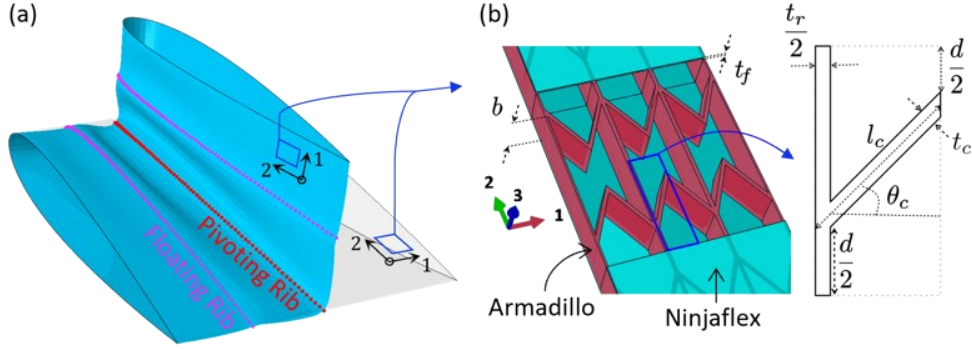 (a)
2
1
2
1
Floating Rib
Pivoting Rib
(b)
b
t_f
2
3
1
Armadillo
Ninjaflex
t_r/2
d/2
l_c
t_c
θ_c
d/2